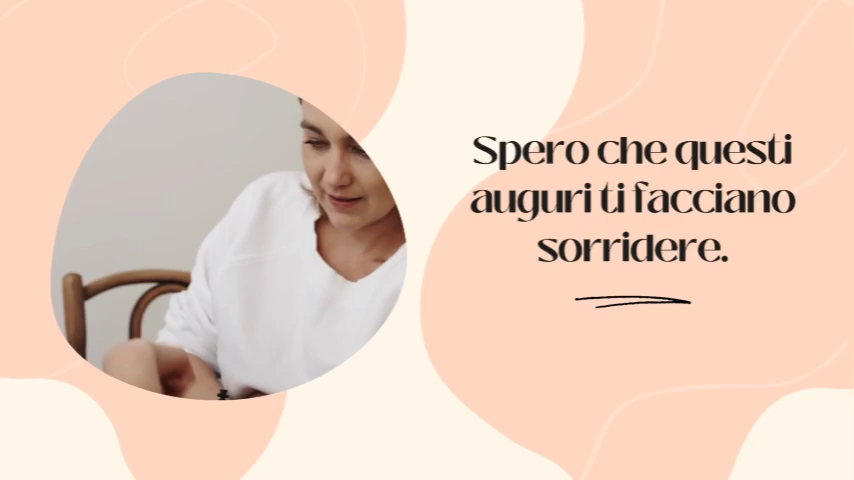 Spero che questi
auguri ti facciano
sorridere.